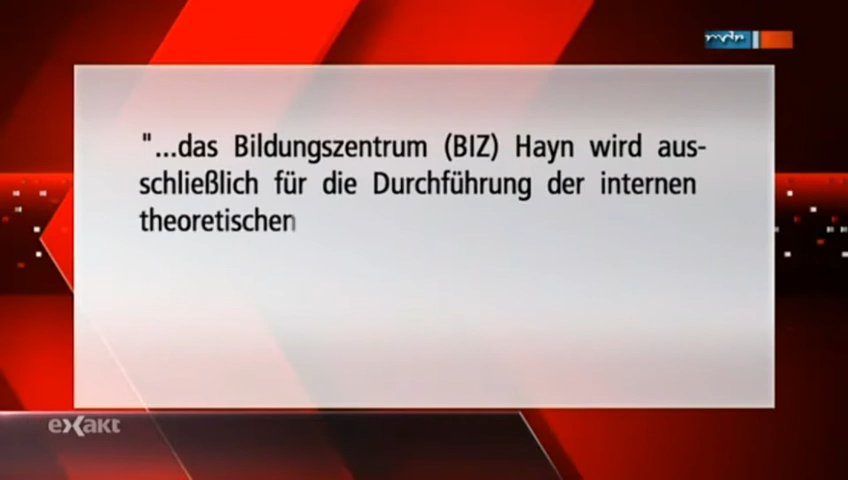 mdr
"...das Bildungszentrum (BIZ) Hayn wird aus-
schließlich für die Durchführung der internen
theoretischen
exakt